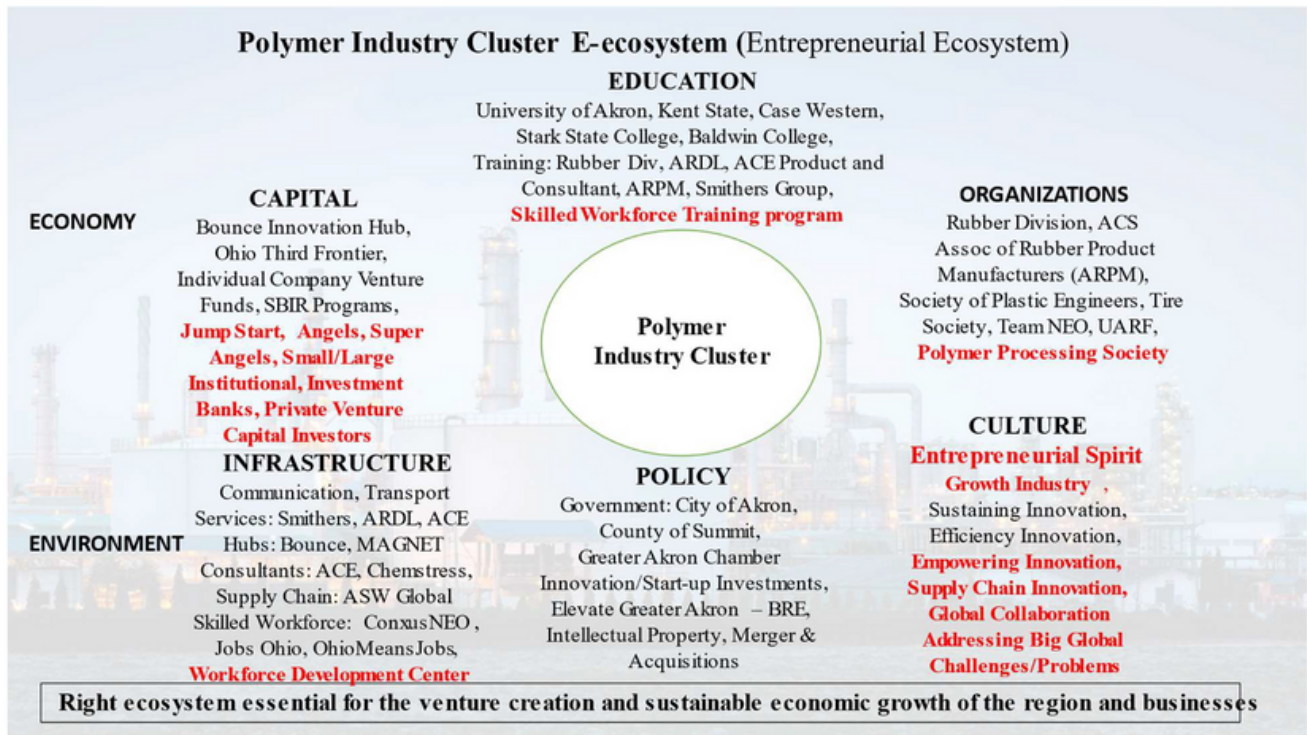 Polymer Industry Cluster E-ecosystem (Entrepreneurial Ecosystem)
EDUCATION
University of Akron, Kent State, Case Western,
Stark State College, Baldwin College,
Training: Rubber Div, ARDL, ACE Product and
Consultant, ARPM, Smithers Group,
Skilled Workforce Training program
ECONOMY
CAPITAL
Bounce Innovation Hub,
Ohio Third Frontier,
Individual Company Venture
Funds, SBIR Programs,
Jump Start, Angels, Super
Angels, Small/Large
Institutional, Investment
Banks, Private Venture
Capital Investors
ORGANIZATIONS
Rubber Division, ACS
Assoc of Rubber Product
Manufacturers (ARPM),
Society of Plastic Engineers, Tire
Society, Team NEO, UARF,
Polymer Processing Society
Polymer
Industry Cluster
ENVIRONMENT
INFRASTRUCTURE
Communication, Transport
Services: Smithers, ARDL, ACE
Hubs: Bounce, MAGNET
Consultants: ACE, Chemstress,
Supply Chain: ASW Global
Skilled Workforce: ConxusNEO,
Jobs Ohio, OhioMeansJobs,
Workforce Development Center
POLICY
Government: City of Akron,
County of Summit,
Greater Akron Chamber
Innovation/Start-up Investments,
Elevate Greater Akron – BRE,
Intellectual Property, Merger &
Acquisitions
CULTURE
Entrepreneurial Spirit
Growth Industry ,
Sustaining Innovation,
Efficiency Innovation,
Empowering Innovation,
Supply Chain Innovation,
Global Collaboration
Addressing Big Global
Challenges/Problems
Right ecosystem essential for the venture creation and sustainable economic growth of the region and businesses